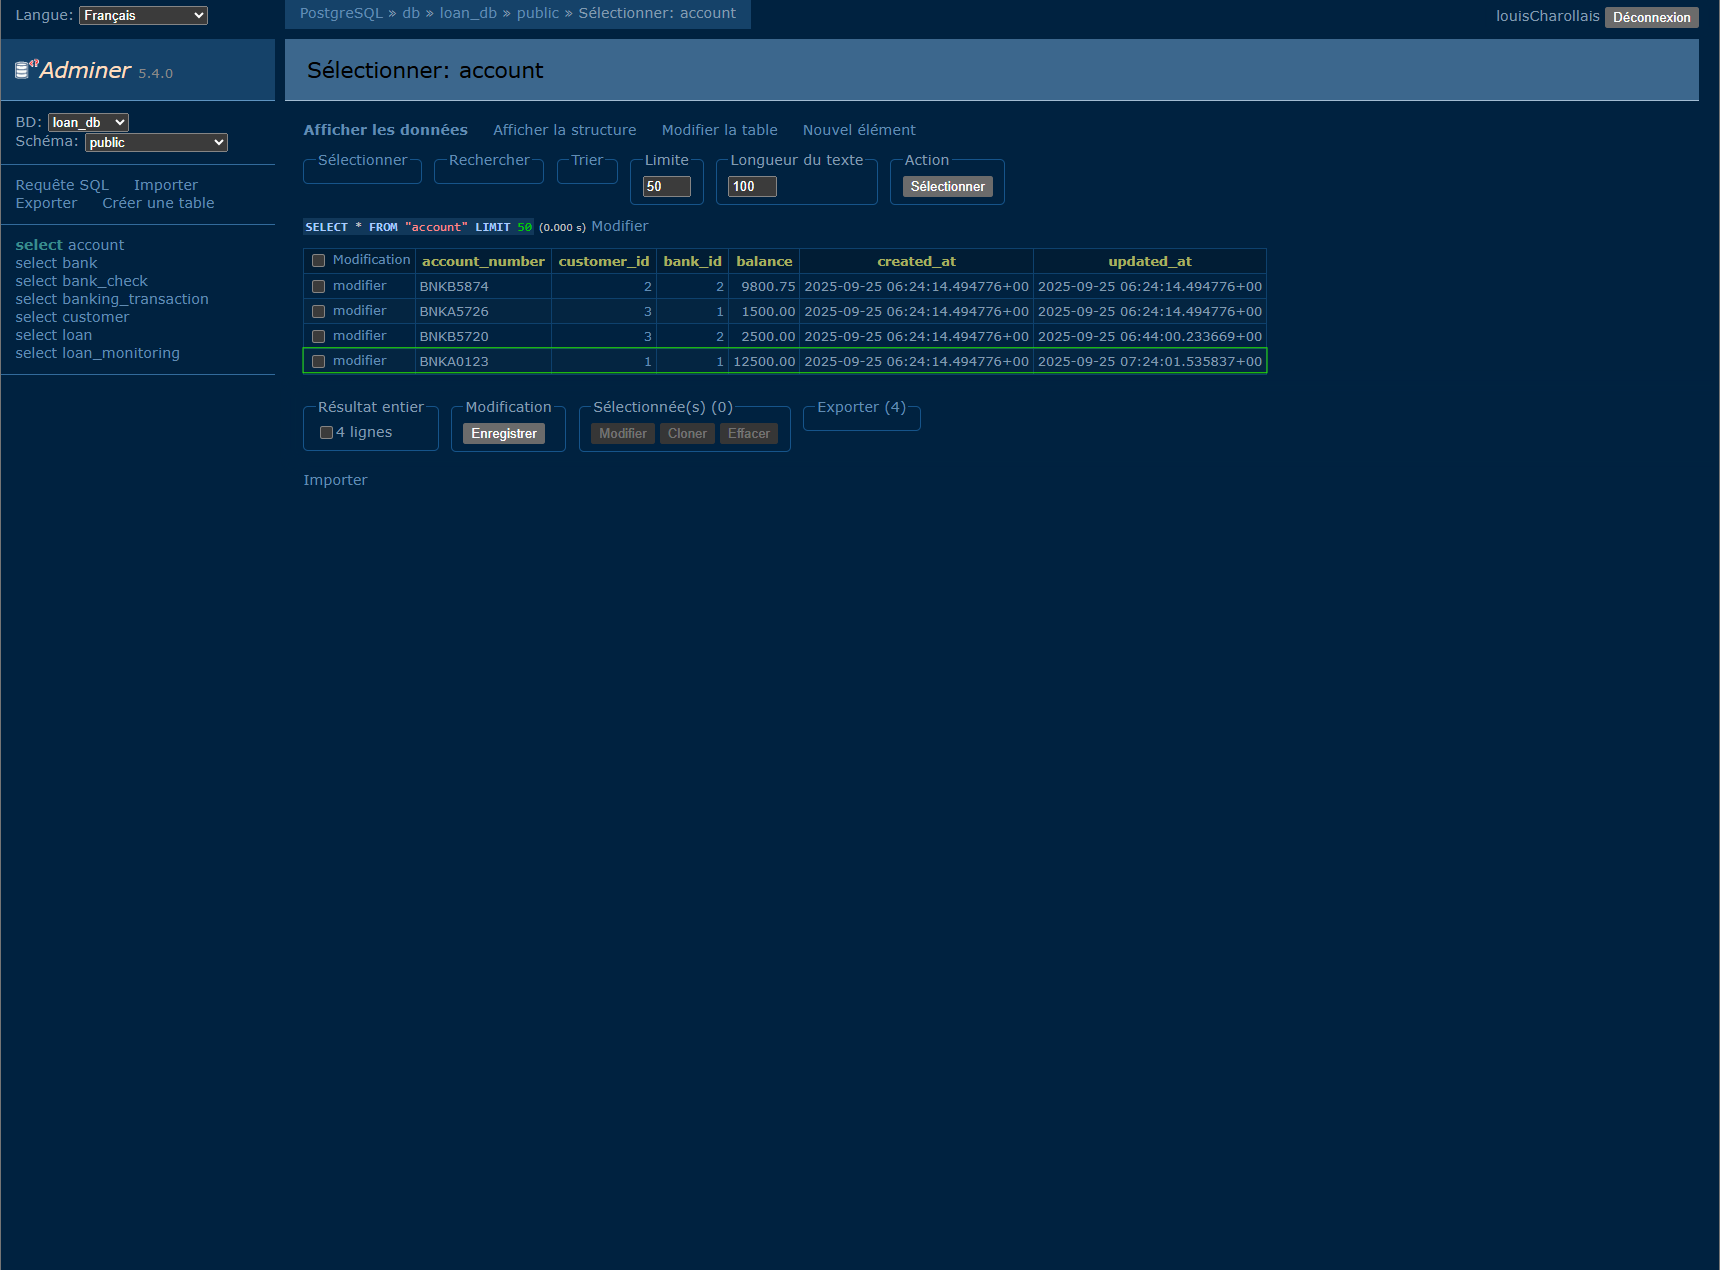 Langue: Français
PostgreSQL » db » loan_db » public » Sélectionner: account
louisCharollais Déconnexion
Adminer 5.4.0
Sélectionner: account
BD: loan_db
Schéma: public
Requête SQL Importer
Exporter Créer une table
select account
select bank
select bank_check
select banking_transaction
select customer
select loan
select loan_monitoring
Afficher les données Afficher la structure Modifier la table Nouvel élément
Sélectionner Rechercher Trier Limite Longueur du texte Action
50 100 Sélectionner
SELECT * FROM "account" LIMIT 50 (0.000 s) Modifier
Modification account_number customer_id bank_id balance created_at updated_at
modifier BNKB5874 2 2 9800.75 2025-09-25 06:24:14.494776+00 2025-09-25 06:24:14.494776+00
modifier BNKA5726 3 1 1500.00 2025-09-25 06:24:14.494776+00 2025-09-25 06:24:14.494776+00
modifier BNKB5720 3 2 2500.00 2025-09-25 06:24:14.494776+00 2025-09-25 06:44:00.233669+00
modifier BNKA0123 1 1 12500.00 2025-09-25 06:24:14.494776+00 2025-09-25 07:24:01.535837+00
Résultat entier Modification Sélectionnée(s) (0) Exporter (4)
4 lignes Enregistrer Modifier Cloner Effacer
Importer